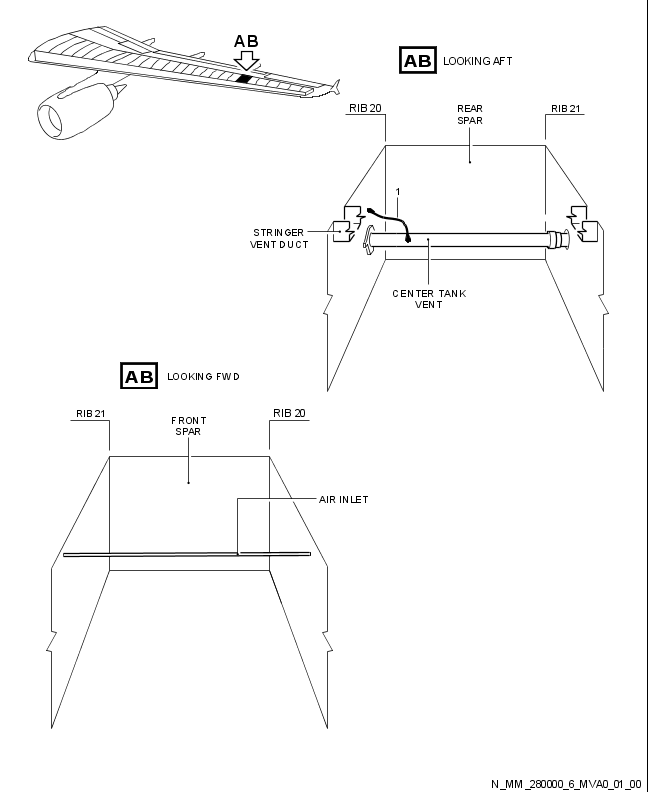 AB
AB LOOKING AFT
RIB 20
REAR
SPAR
RIB 21
1
STRINGER
VENT DUCT
CENTER TANK
VENT
AB LOOKING FWD
RIB 21
FRONT
SPAR
RIB 20
AIR INLET
N_MM_280000_6_MVA0_01_00